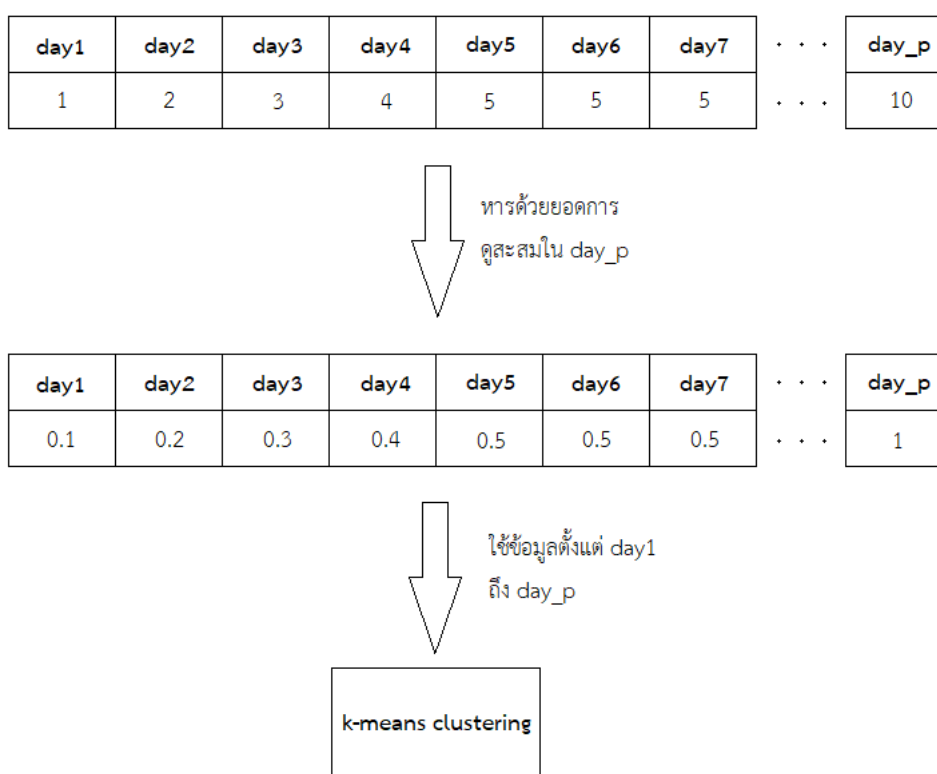 day1 day2 day3 day4 day5 day6 day7 . . . day_p
1 2 3 4 5 5 5 . . . 10
หารด้วยยอดการ
ดูสะสมใน day_p
day1 day2 day3 day4 day5 day6 day7 . . . day_p
0.1 0.2 0.3 0.4 0.5 0.5 0.5 . . . 1
ใช้ข้อมูลตั้งแต่ day1
ถึง day_p
k-means clustering